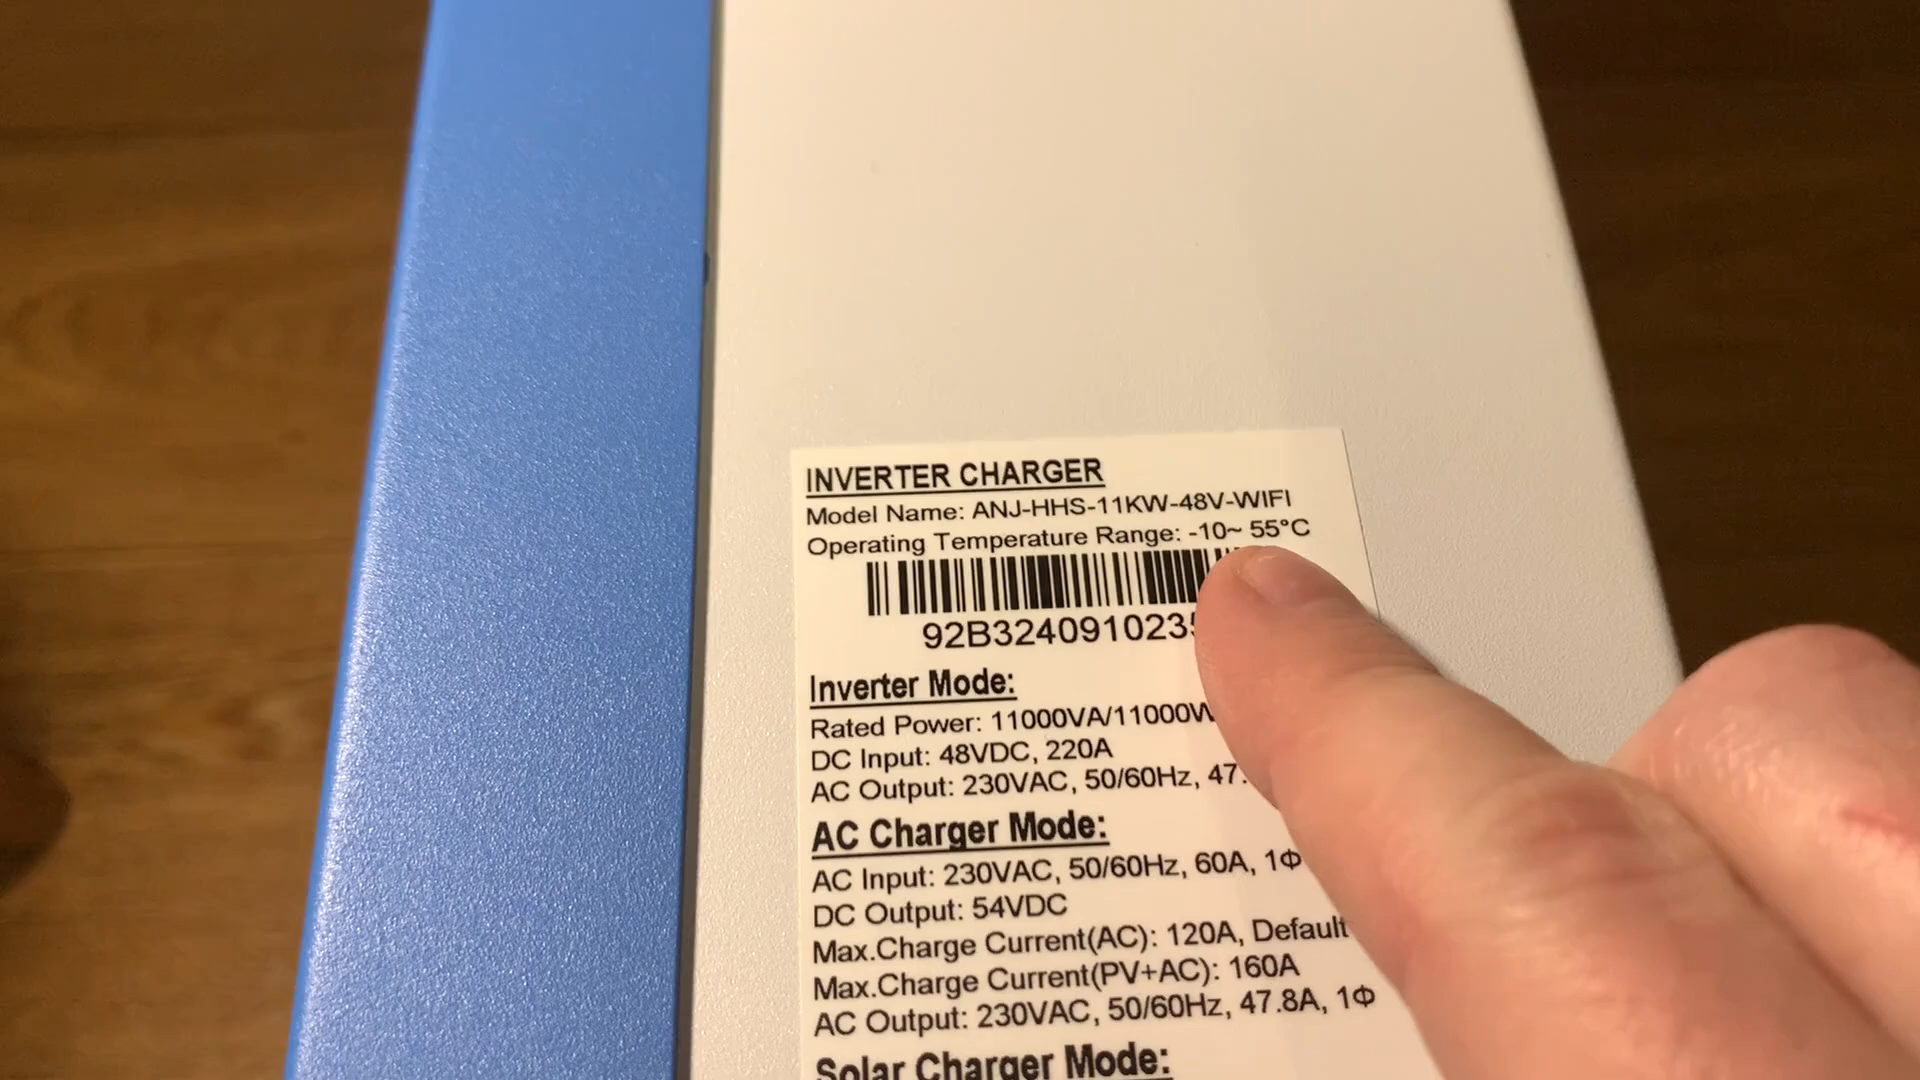 INVERTER CHARGER
Model Name: ANJ-HHS-11KW-48V-WIFI
Operating Temperature Range: -10~ 55°C
92B324091023
Inverter Mode:
Rated Power: 11000VA/11000W
DC Input: 48VDC, 220A
AC Output: 230VAC, 50/60Hz, 47.
AC Charger Mode:
AC Input: 230VAC, 50/60Hz, 60A, 1Φ
DC Output: 54VDC
Max.Charge Current(AC): 120A, Default
Max.Charge Current(PV+AC): 160A
AC Output: 230VAC, 50/60Hz, 47.8A, 1Φ
Solar Charger Mode: